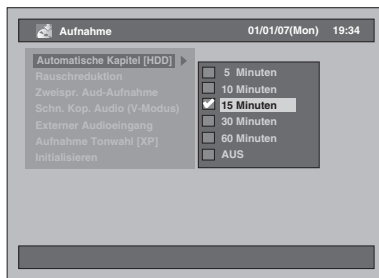 Aufnahme 01/01/07(Mon) 19:34
Automatische Kapitel [HDD]
Rauschreduktion
Zweispr. Aud-Aufnahme
Schn. Kop. Audio (V-Modus)
Externer Audioeingang
Aufnahme Tonwahl [XP]
Initialisieren
5 Minuten
10 Minuten
15 Minuten
30 Minuten
60 Minuten
AUS